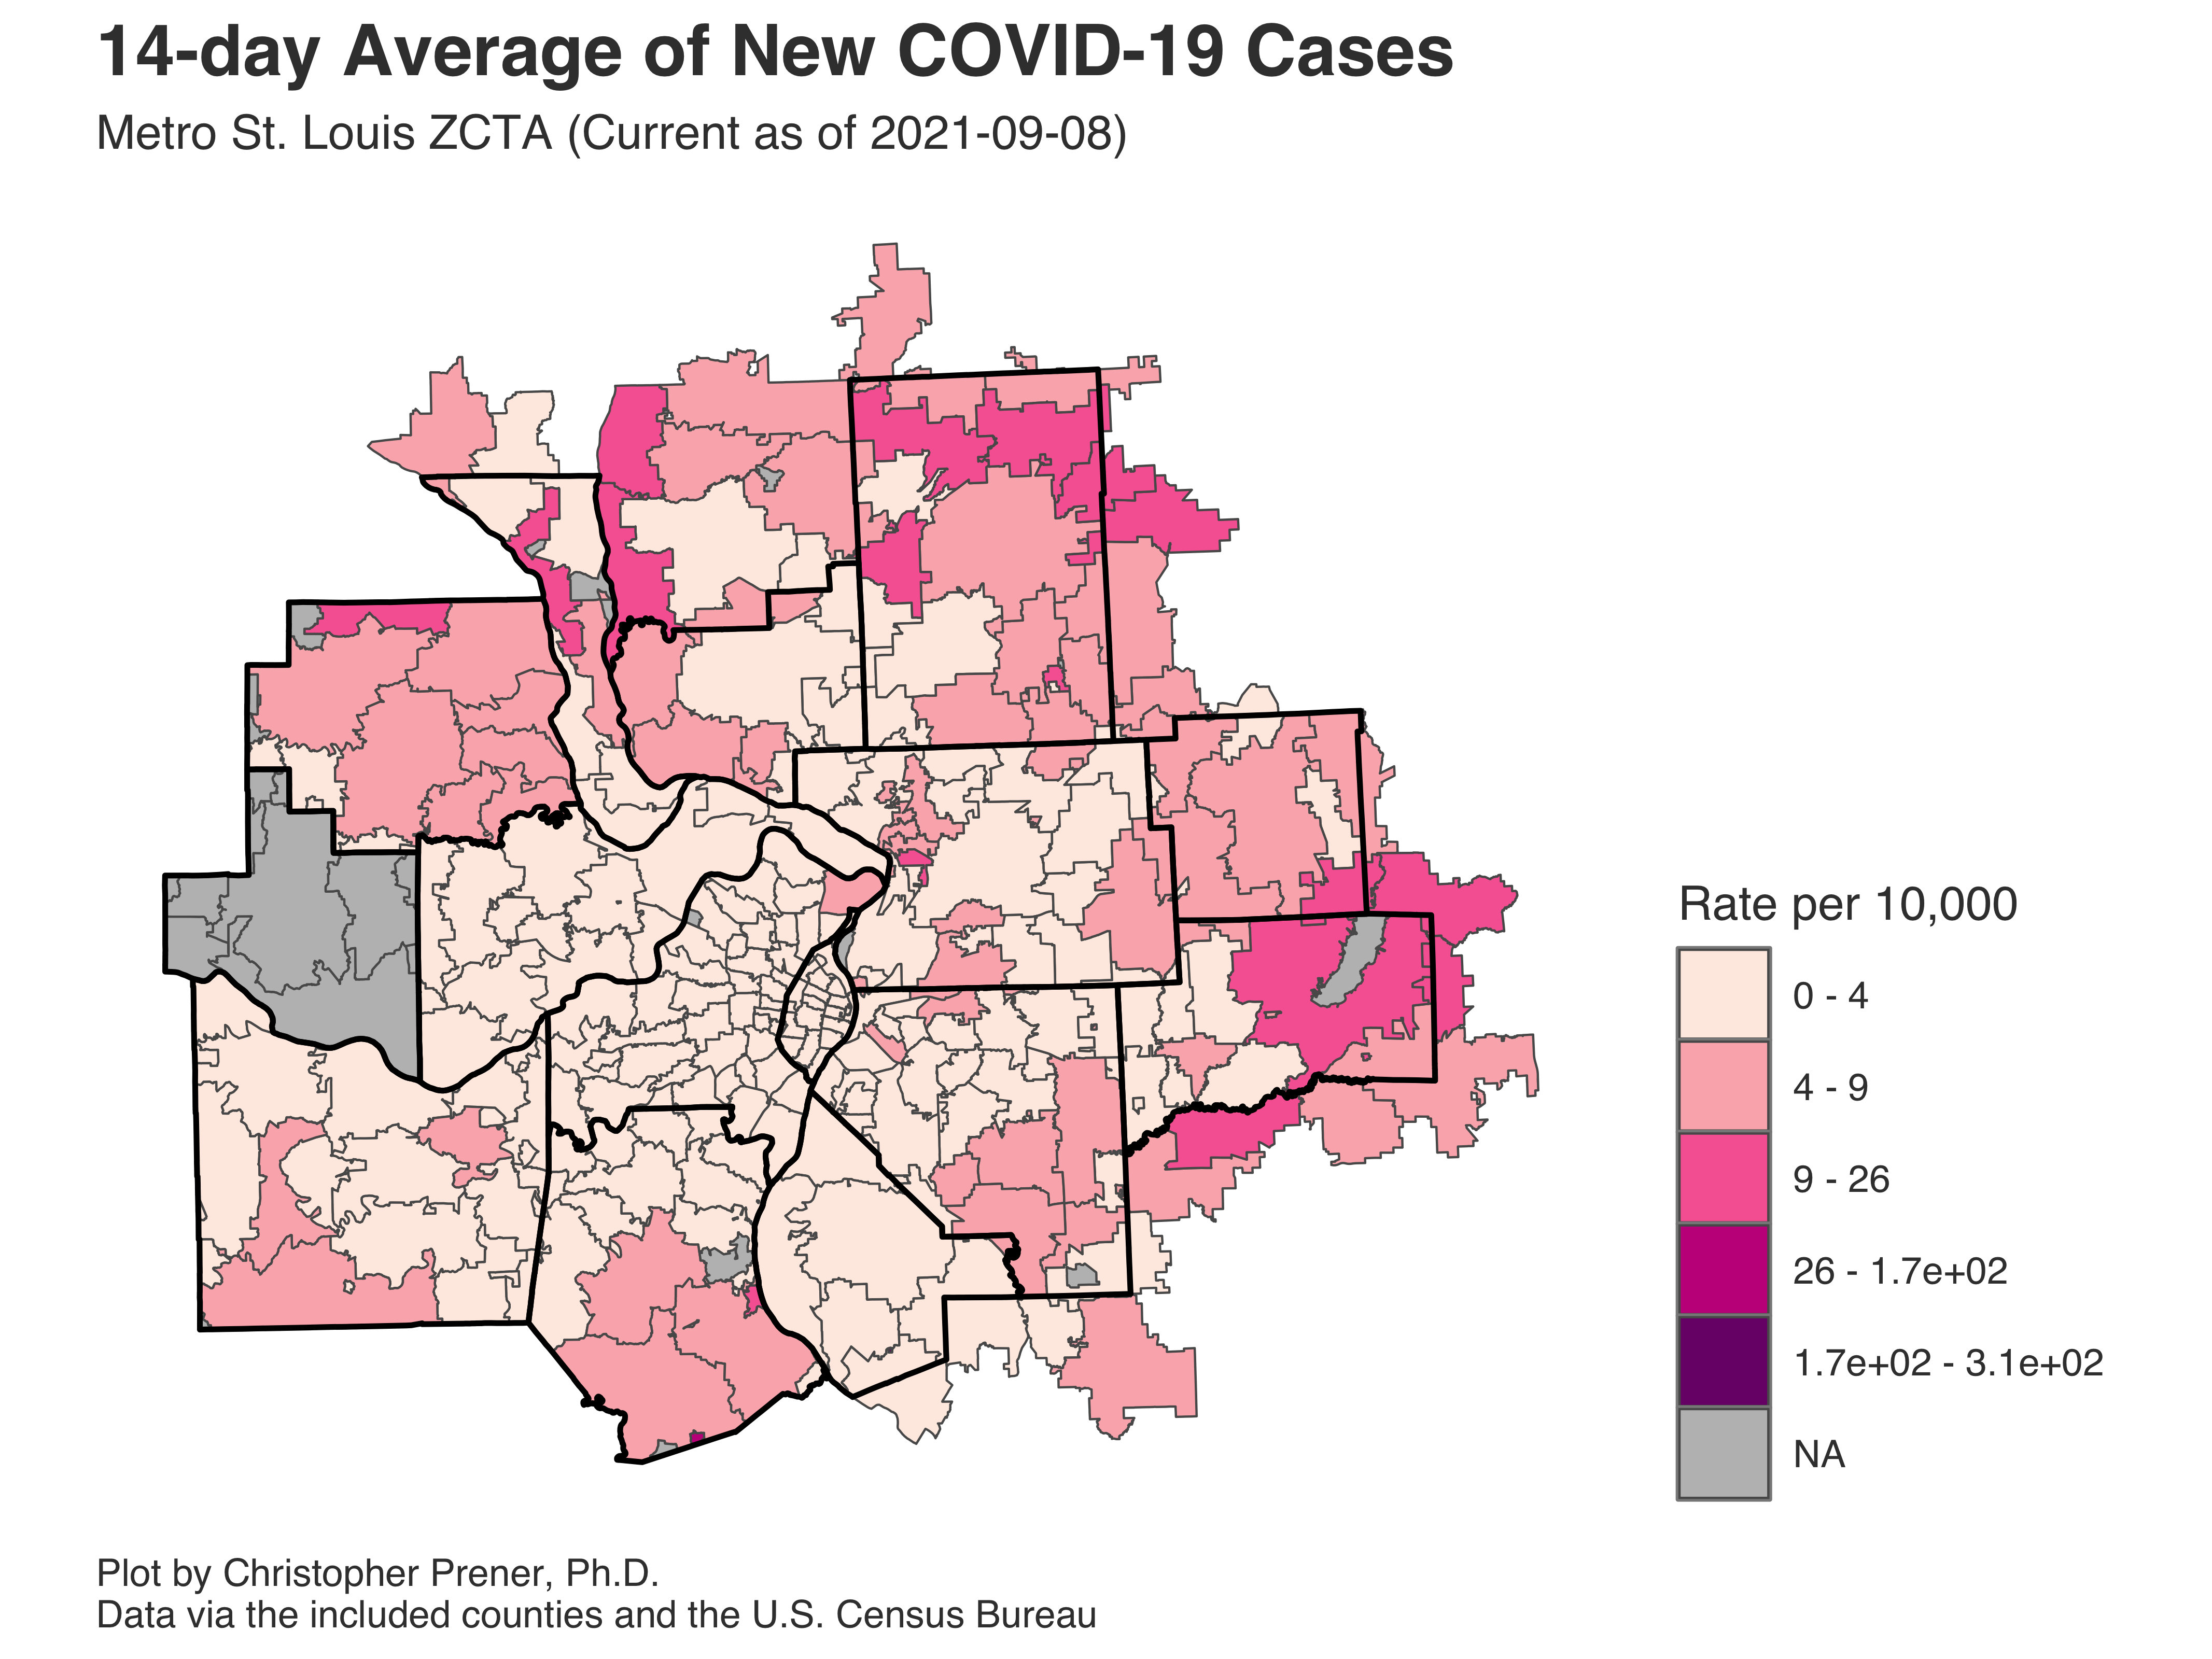 14-day Average of New COVID-19 Cases
Metro St. Louis ZCTA (Current as of 2021-09-08)
Rate per 10,000
0 - 4
4 - 9
9 - 26
26 - 1.7e+02
1.7e+02 - 3.1e+02
NA
Plot by Christopher Prener, Ph.D.
Data via the included counties and the U.S. Census Bureau